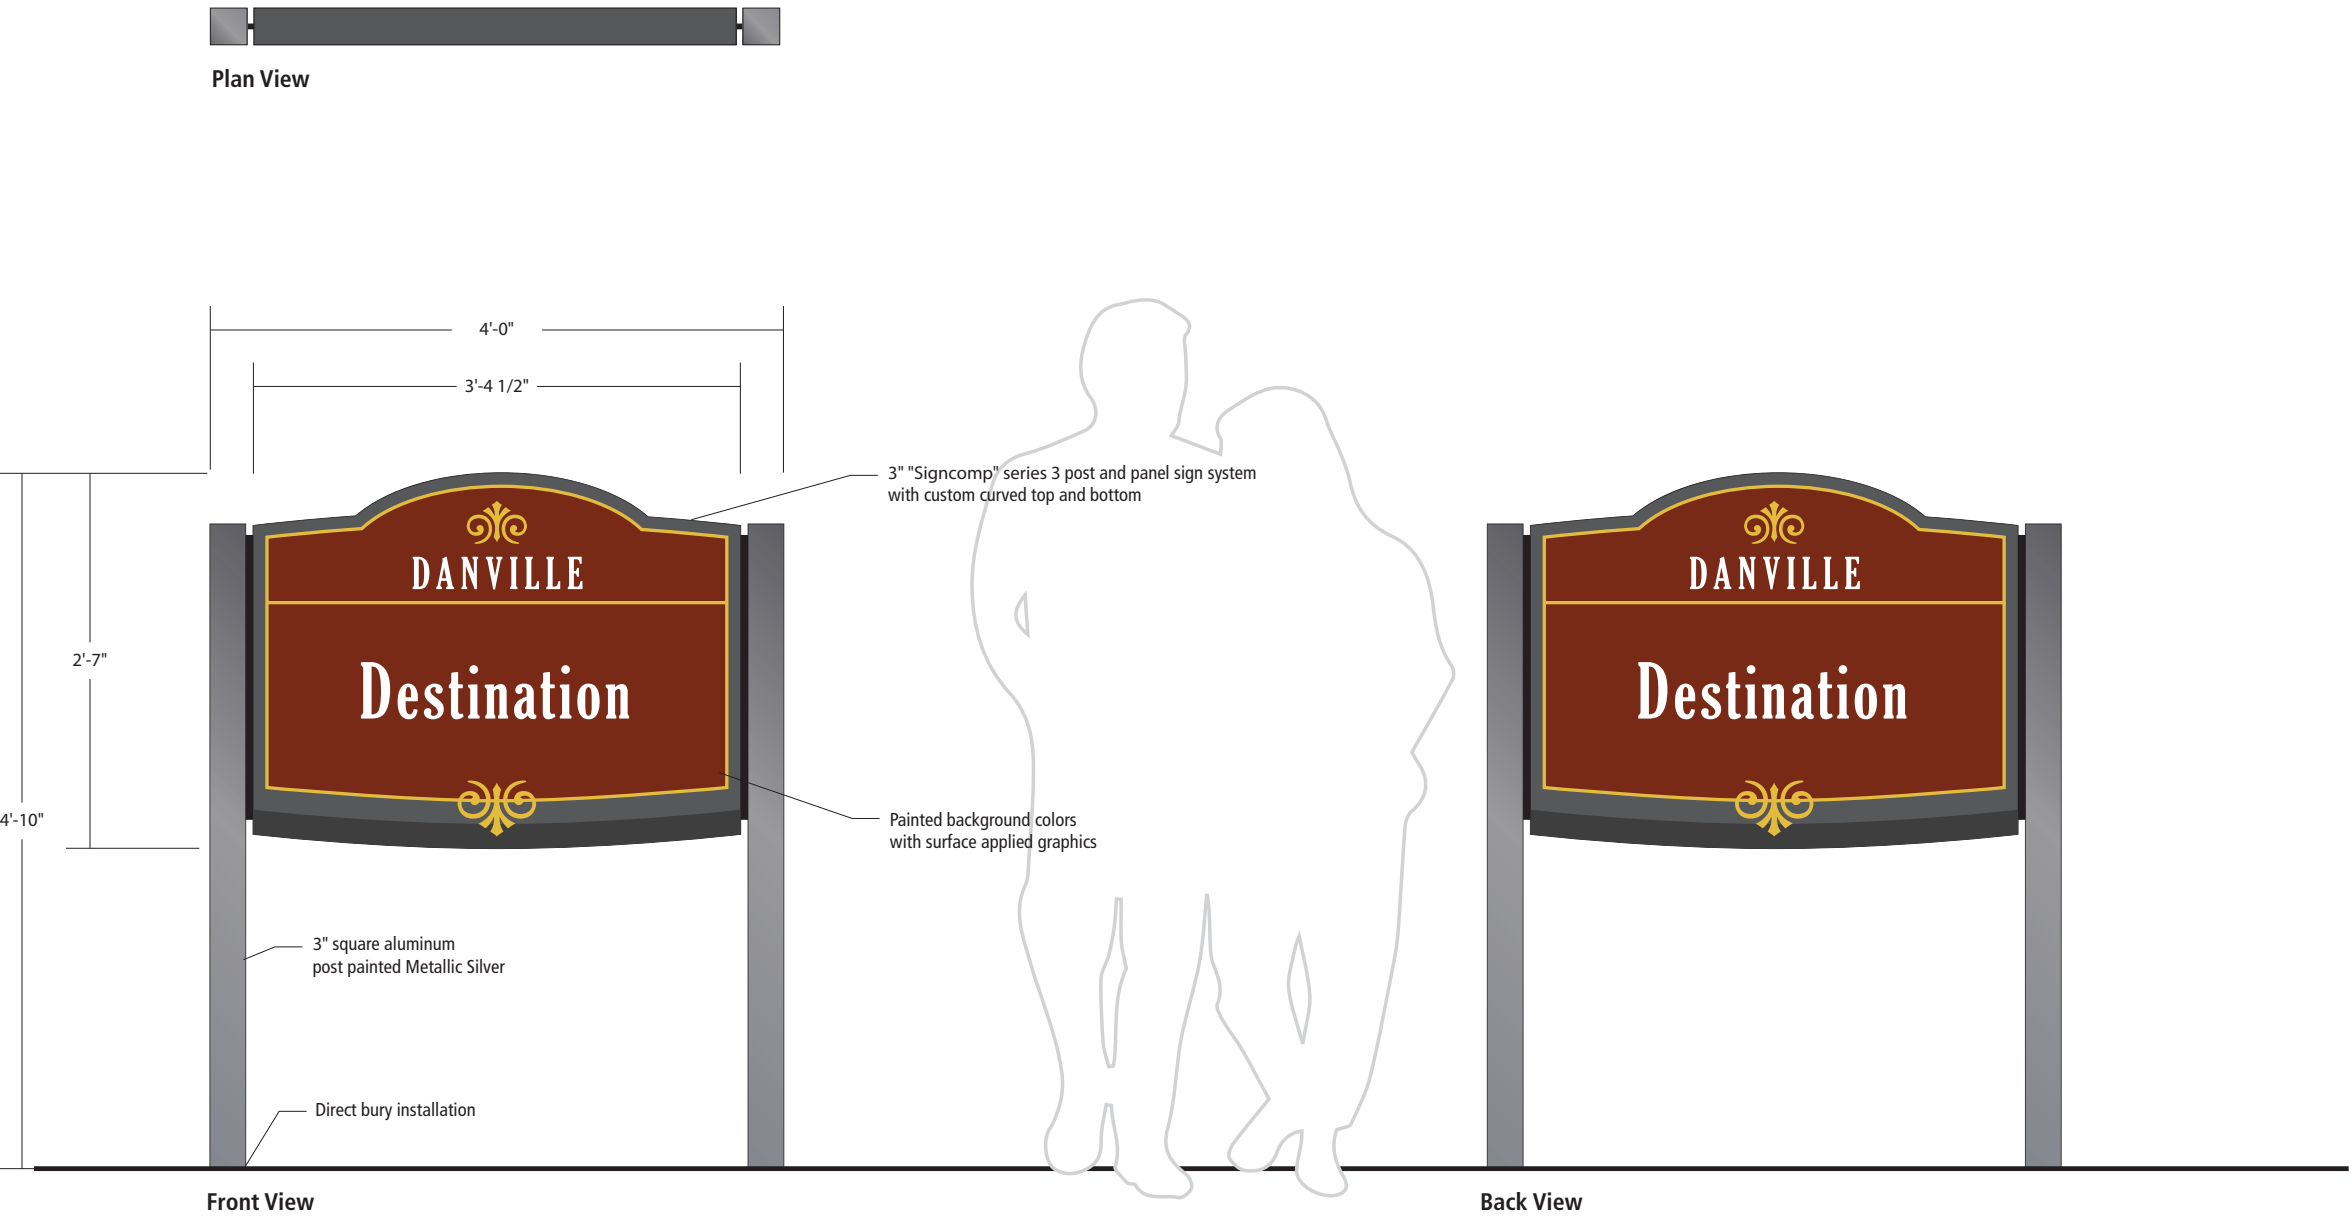 Plan View
4'-0"
3'-4 1/2"
3" "Signcomp" series 3 post and panel sign system
with custom curved top and bottom
DANVILLE
Destination
2'-7"
4'-10"
Painted background colors
with surface applied graphics
3" square aluminum
post painted Metallic Silver
Direct bury installation
Front View
DANVILLE
Destination
Back View